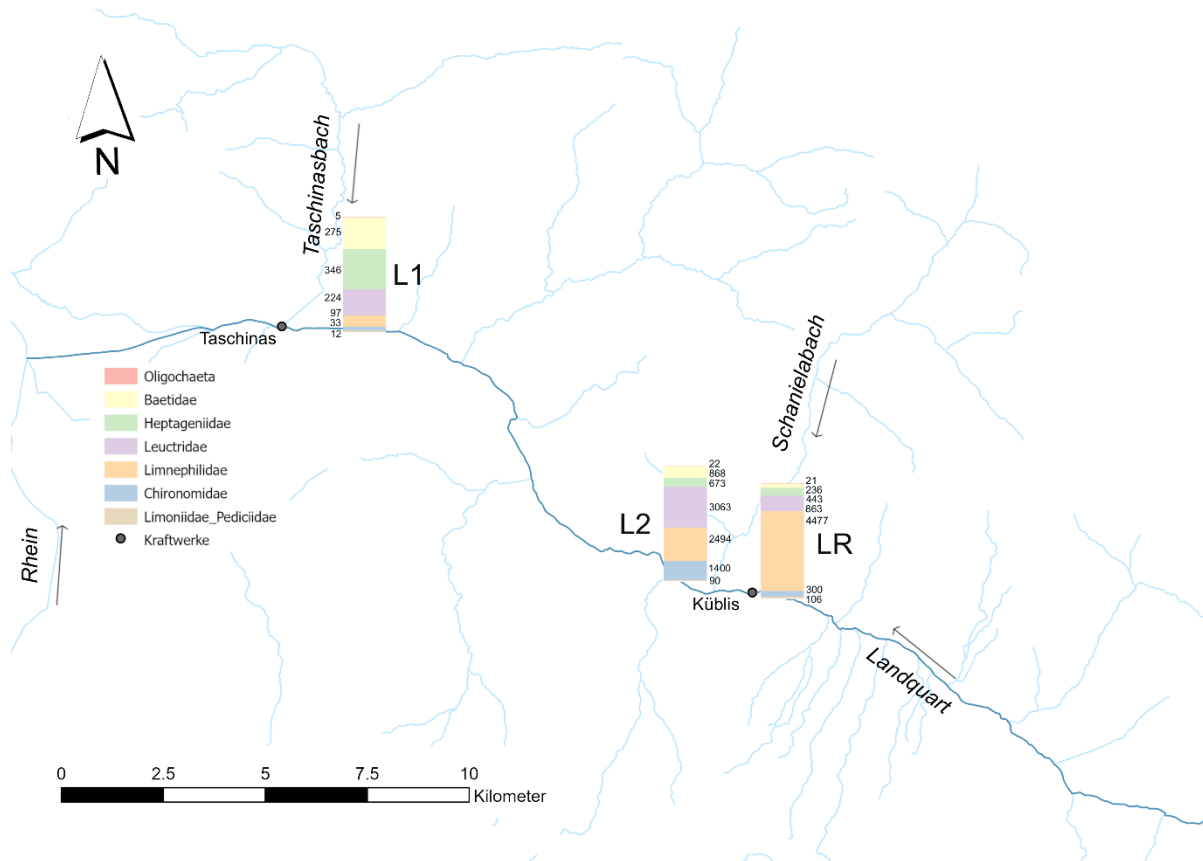 N
Taschinasbach
5
275
346
224
97
33
12
L1
Taschinas
Oligochaeta
Baetidae
Heptageniidae
Leuctridae
Limnephilidae
Chironomidae
Limoniidae_Pediciidae
Kraftwerke
Rhein
Schanielabach
L2
22
868
673
3063
2494
1400
90
21
236
443
863
4477
300
106
LR
Küblis
Landquart
0 2.5 5 7.5 10
Kilometer